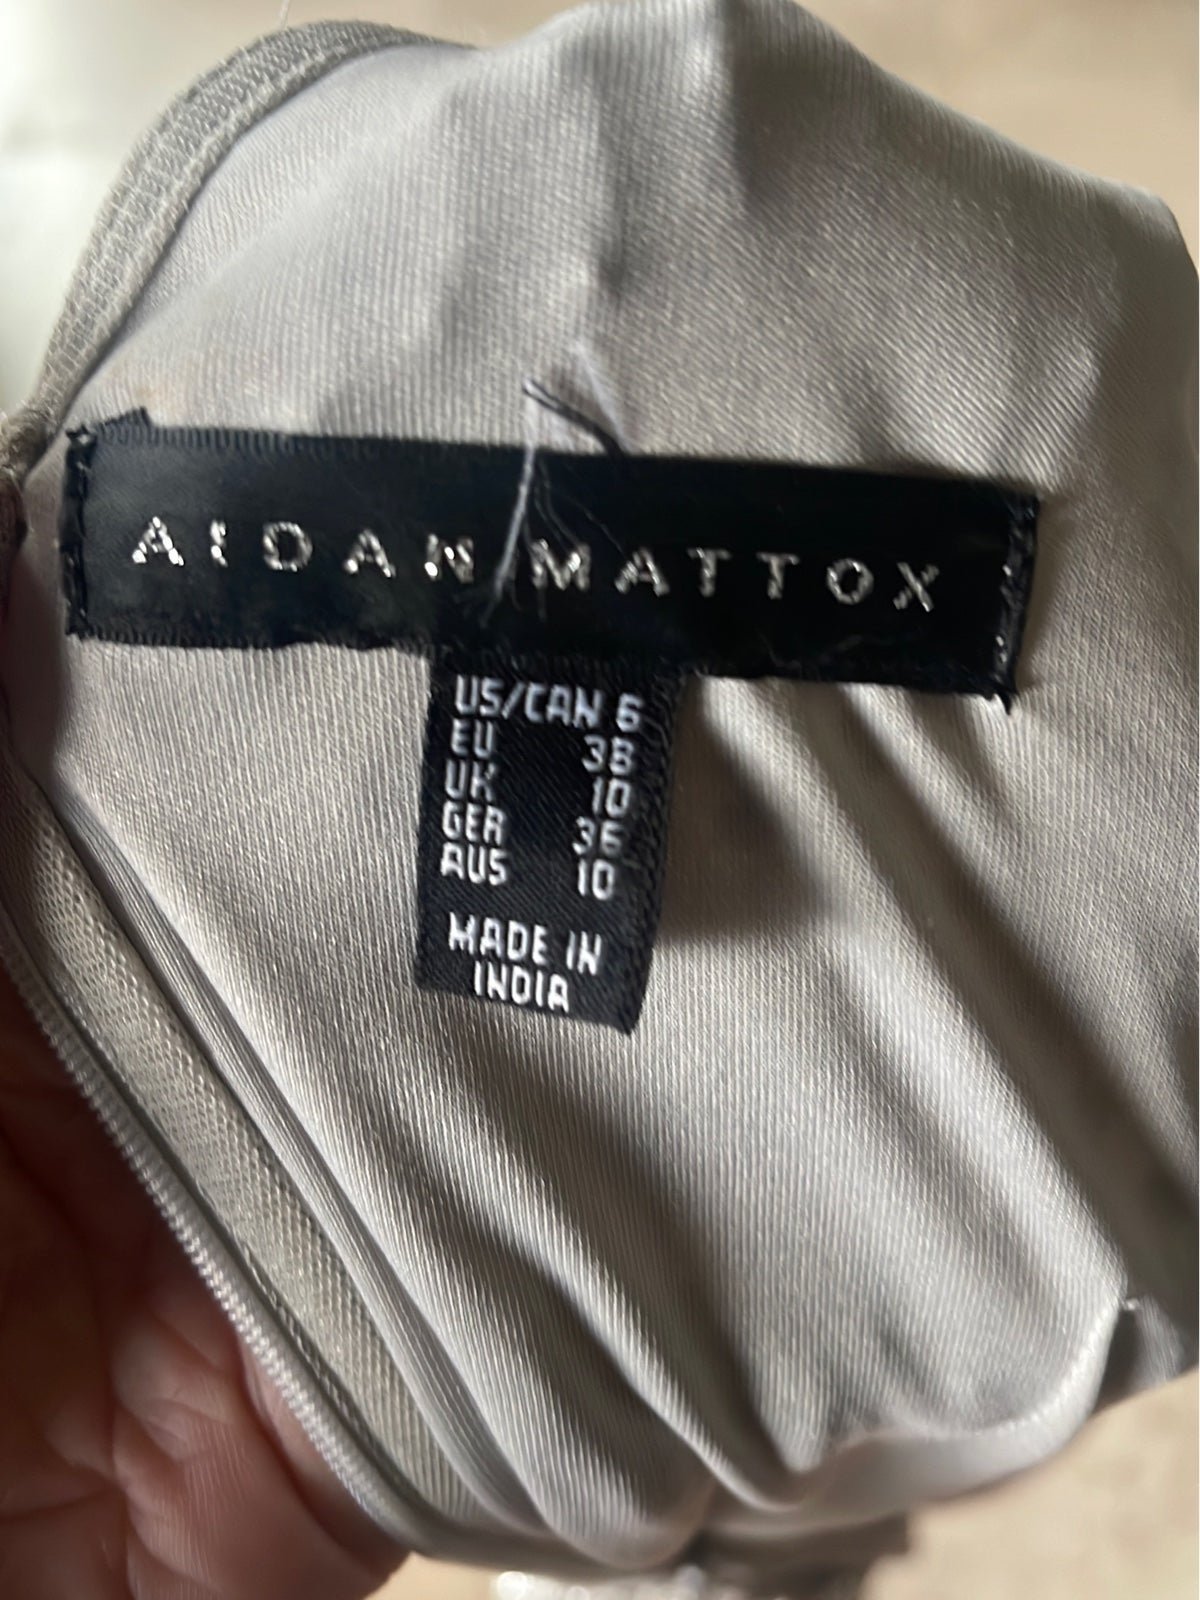 AIDAN MATTOX
US/CAN 6
EU 38
UK 10
GER 36
AUS 10
MADE IN
INDIA